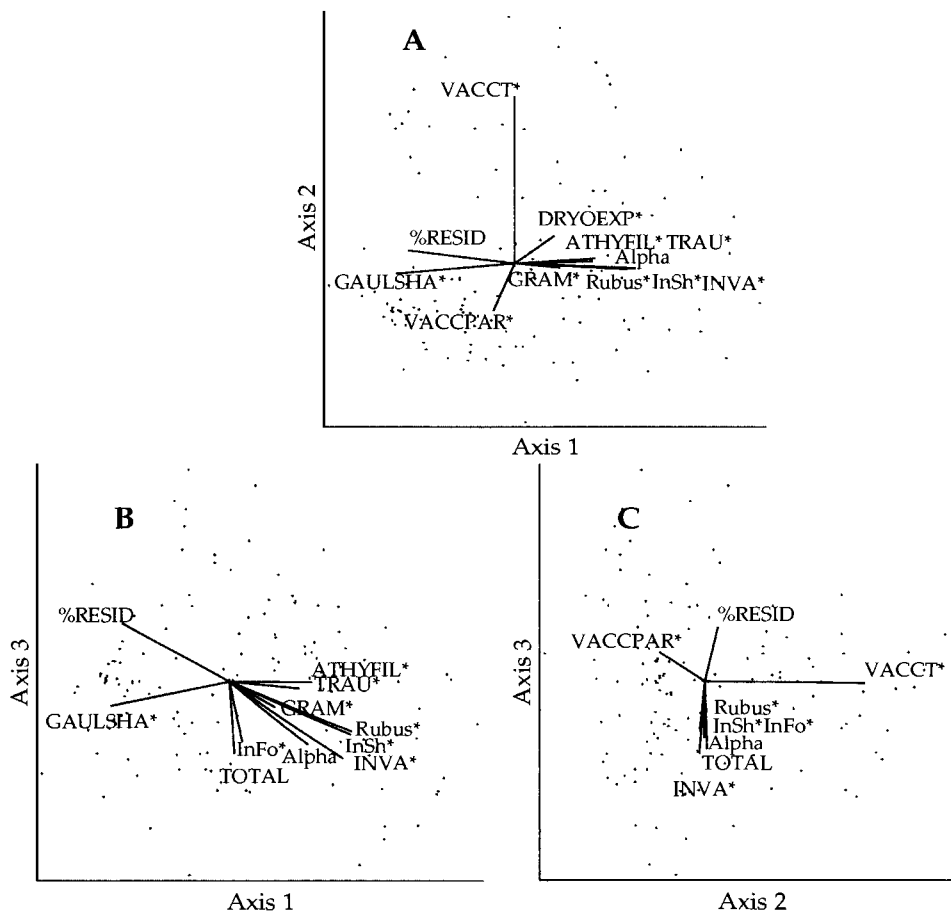 A
VACCT*
Axis 2
DRYOEXP*
%RESID
ATHYFIL* TRAU*
Alpha
GAULSHA*
GRAM* Rubus* InSh* INVA*
VACCPAR*
Axis 1
B
%RESID
Axis 3
ATHYFIL*
TRAU*
GAULSHA*
GRAM*
Rubus*
InSh*
InFo* Alpha INVA*
TOTAL
Axis 1
C
%RESID
VACCPAR*
Axis 3
VACCT*
Rubus*
InSh* InFo*
Alpha
TOTAL
INVA*
Axis 2